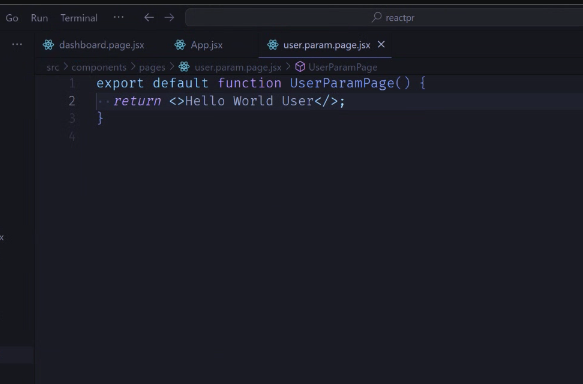 Go Run Terminal ··· ← → reactpr
··· dashboard.page.jsx App.jsx user.param.page.jsx ×
src > components > pages > user.param.page.jsx > UserParamPage
1 export default function UserParamPage() {
2 return <>Hello World User</>;
3 }
4
x